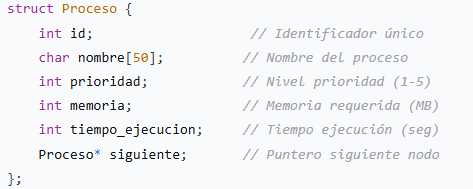 struct Proceso {
int id; // Identificador único
char nombre[50]; // Nombre del proceso
int prioridad; // Nivel prioridad (1-5)
int memoria; // Memoria requerida (MB)
int tiempo_ejecucion; // Tiempo ejecución (seg)
Proceso* siguiente; // Puntero siguiente nodo
};